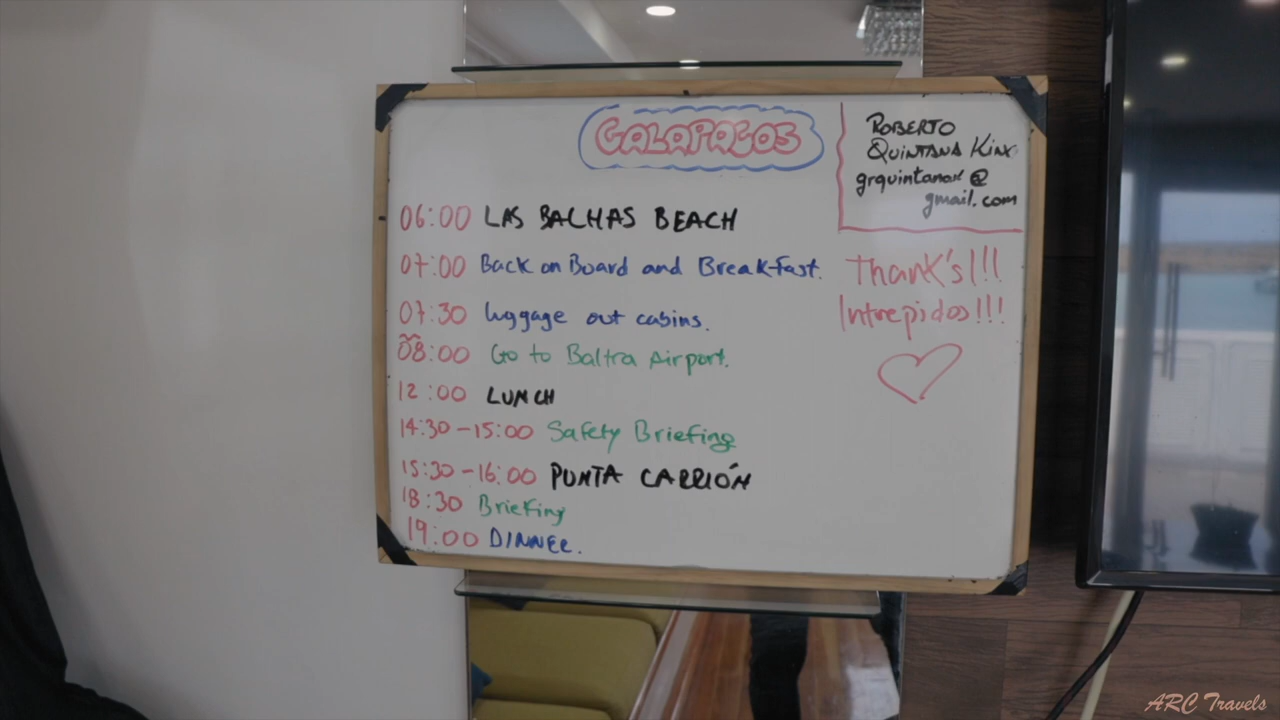 GALAPAGOS
ROBERTO
QUINTANA King
grquintanak@
gmail.com
06:00 LAS BACHAS BEACH
07:00 Back on Board and Breakfast.
07:30 luggage out cabins.
08:00 Go to Baltra Airport.
12:00 LUNCH
14:30-15:00 Safety Briefing
15:30-16:00 PUNTA CARRIÓN
18:30 Briefing
19:00 DINNER.
Thank's!!!
Intrepidos!!!
ARC Travels